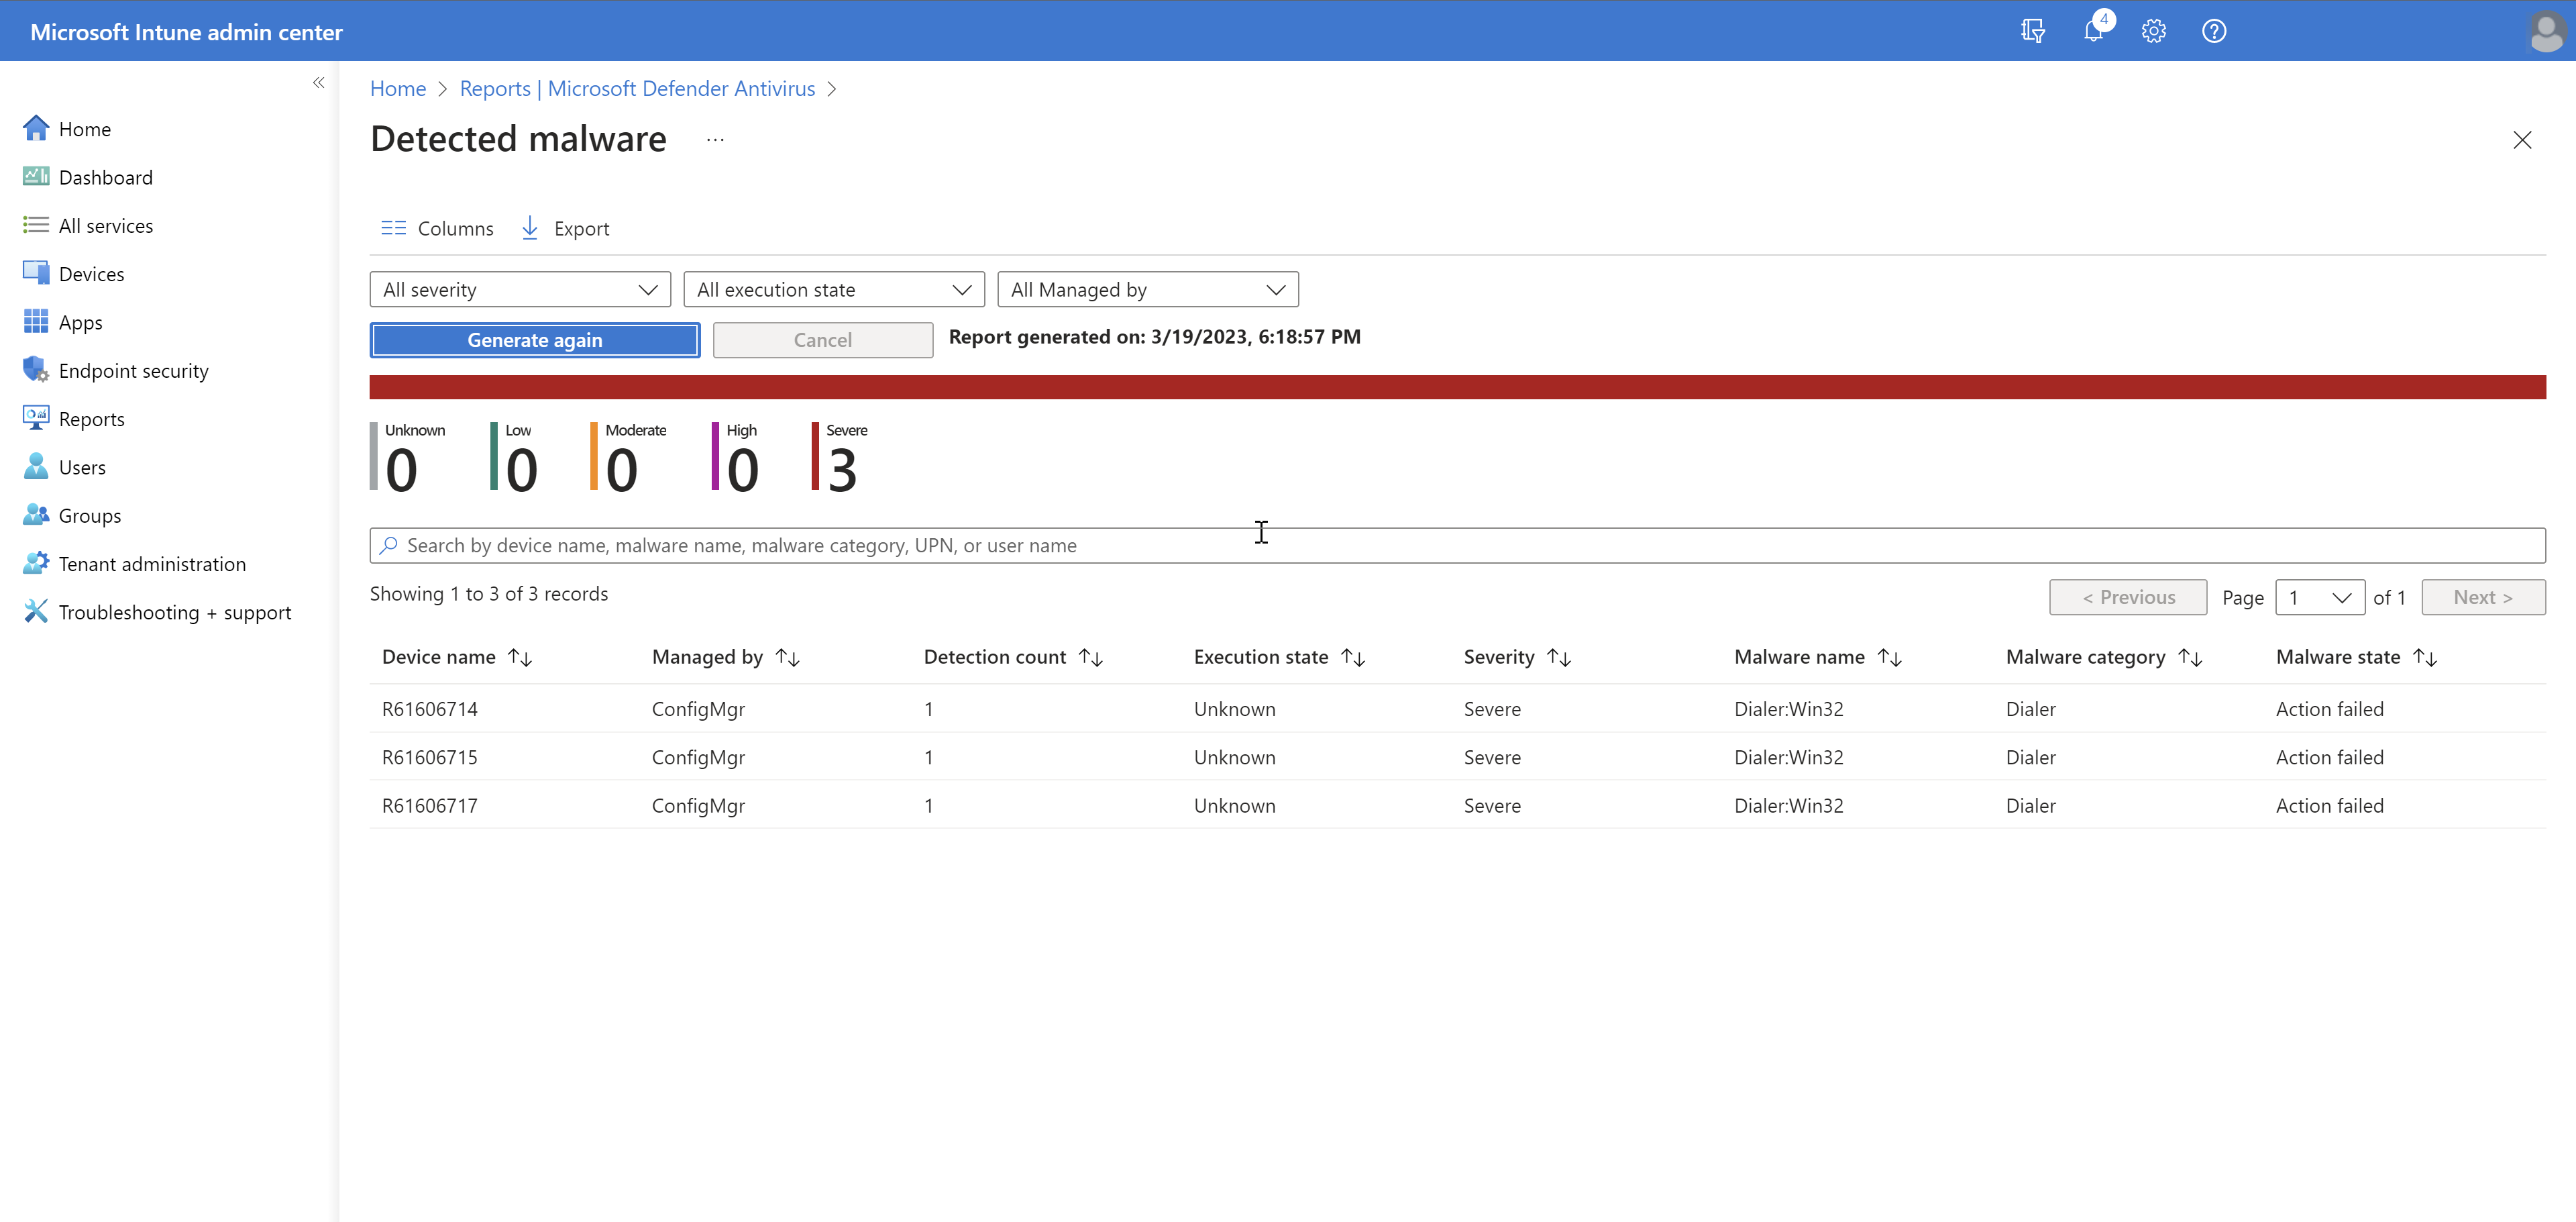 Microsoft Intune admin center
4
Home
Dashboard
All services
Devices
Apps
Endpoint security
Reports
Users
Groups
Tenant administration
Troubleshooting + support
Home > Reports | Microsoft Defender Antivirus >
Detected malware ...
Columns Export
All severity All execution state All Managed by
Generate again Cancel Report generated on: 3/19/2023, 6:18:57 PM
Unknown Low Moderate High Severe
0 0 0 0 3
Search by device name, malware name, malware category, UPN, or user name
Showing 1 to 3 of 3 records < Previous Page 1 of 1 Next >
Device name Managed by Detection count Execution state Severity Malware name Malware category Malware state
R61606714 ConfigMgr 1 Unknown Severe Dialer:Win32 Dialer Action failed
R61606715 ConfigMgr 1 Unknown Severe Dialer:Win32 Dialer Action failed
R61606717 ConfigMgr 1 Unknown Severe Dialer:Win32 Dialer Action failed